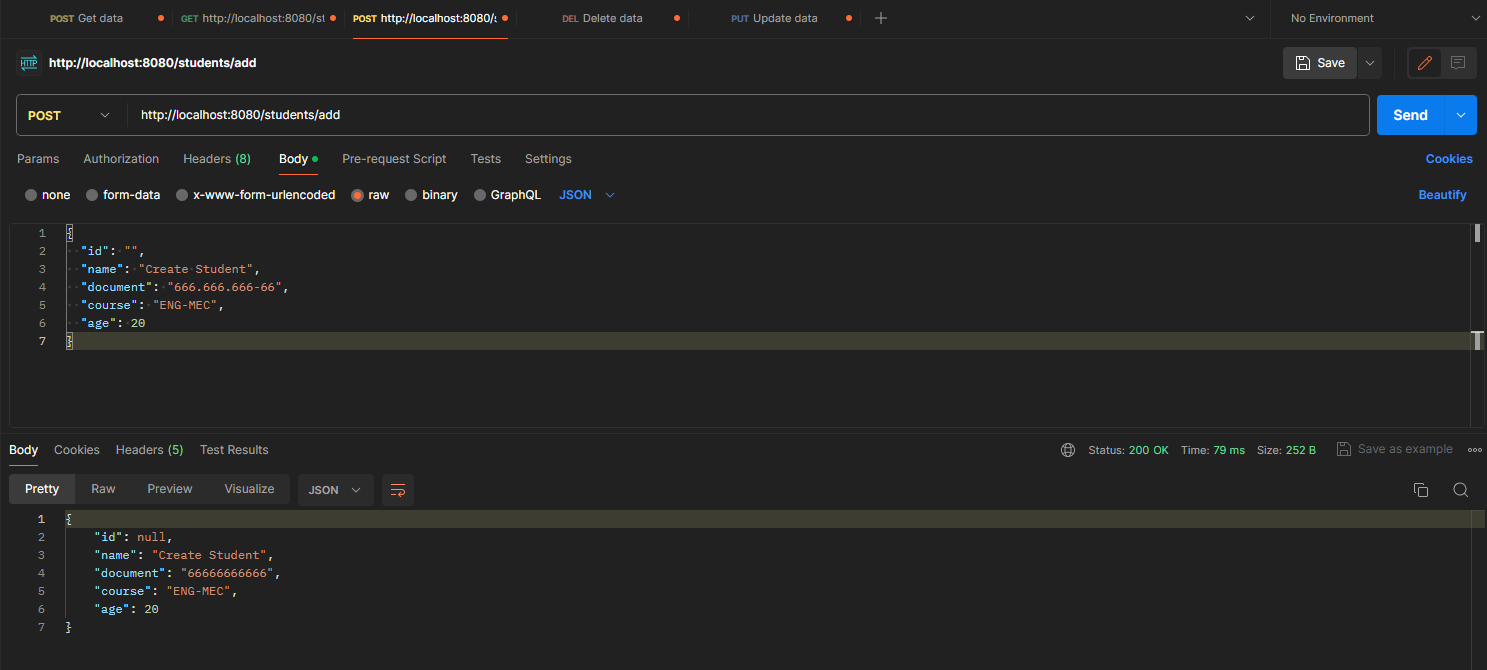 POST Get data GET http://localhost:8080/st POST http://localhost:8080/s DEL Delete data PUT Update data No Environment
HTTP http://localhost:8080/students/add Save
POST http://localhost:8080/students/add Send
Params Authorization Headers (8) Body Pre-request Script Tests Settings Cookies
none form-data x-www-form-urlencoded raw binary GraphQL JSON Beautify
1 {
2 "id": "",
3 "name": "Create Student",
4 "document": "666.666.666-66",
5 "course": "ENG-MEC",
6 "age": 20
7 }
Body Cookies Headers (5) Test Results Status: 200 OK Time: 79 ms Size: 252 B Save as example
Pretty Raw Preview Visualize JSON
1 {
2 "id": null,
3 "name": "Create Student",
4 "document": "66666666666",
5 "course": "ENG-MEC",
6 "age": 20
7 }